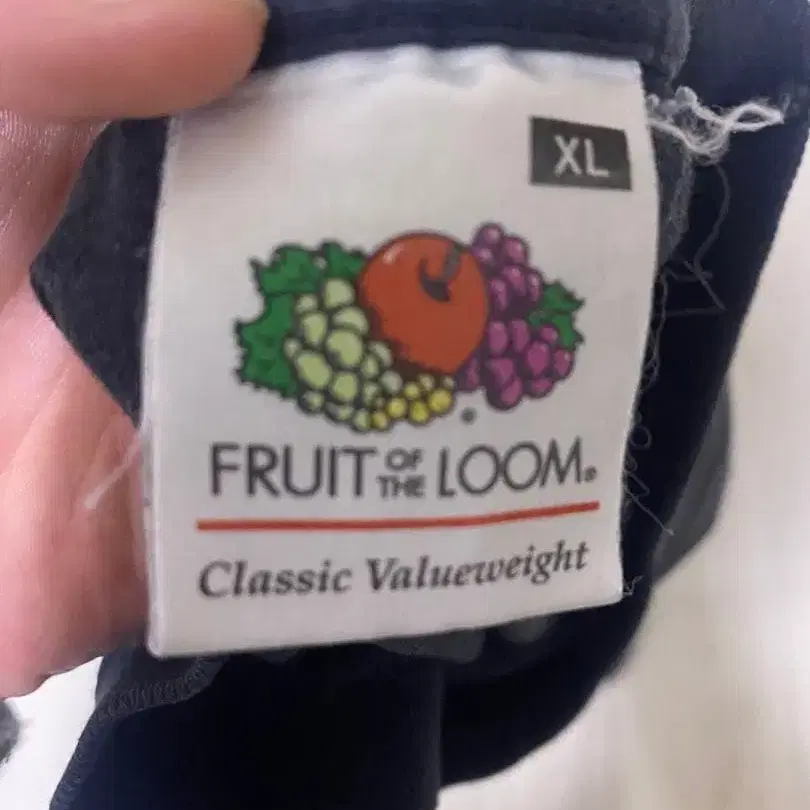 XL
FRUIT OF THE LOOM®
Classic Valueweight